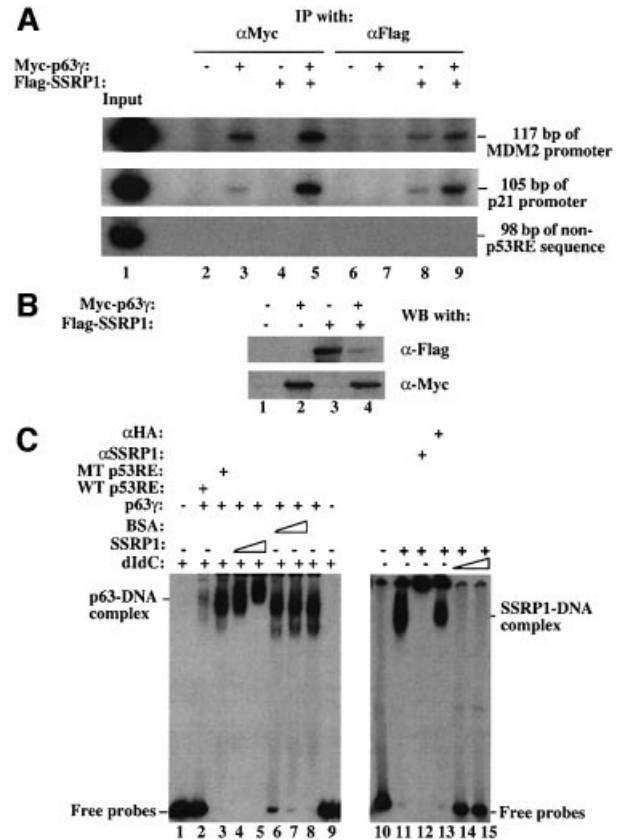 A
IP with:
αMyc αFlag
Myc-p63γ: - + - + - + - +
Flag-SSRP1: + + + +
Input
117 bp of
MDM2 promoter
105 bp of
p21 promoter
98 bp of non-
p53RE sequence
1 2 3 4 5 6 7 8 9
B
Myc-p63γ: - + - +
Flag-SSRP1: - - + +
WB with:
α-Flag
α-Myc
1 2 3 4
C
αHA: +
αSSRP1: +
MT p53RE: +
WT p53RE: +
p63γ: - + + + + + + + -
BSA:
SSRP1: - - - - - - - - + + + + +
dIdC: + + + + + + + + + - - - -
p63-DNA
complex
SSRP1-DNA
complex
Free probes
Free probes
1 2 3 4 5 6 7 8 9 10 11 12 13 14 15